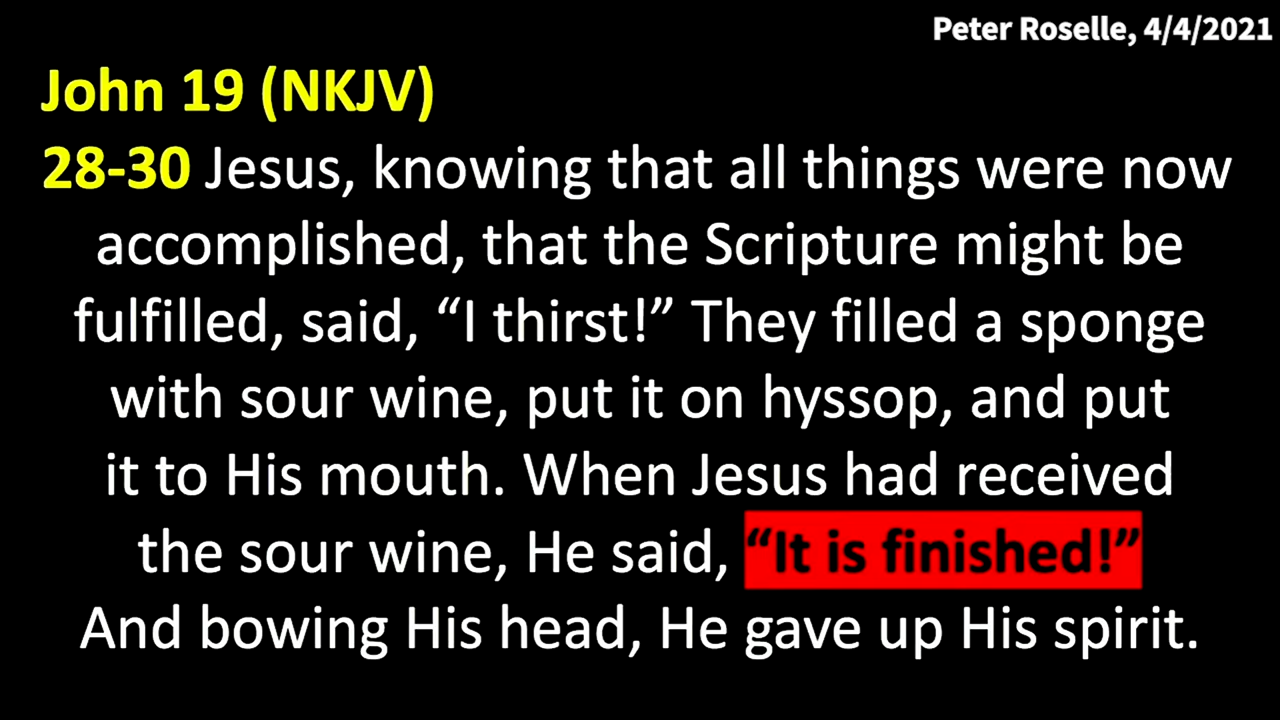 Peter Roselle, 4/4/2021
John 19 (NKJV)
28-30 Jesus, knowing that all things were now
accomplished, that the Scripture might be
fulfilled, said, “I thirst!” They filled a sponge
with sour wine, put it on hyssop, and put
it to His mouth. When Jesus had received
the sour wine, He said, “It is finished!”
And bowing His head, He gave up His spirit.